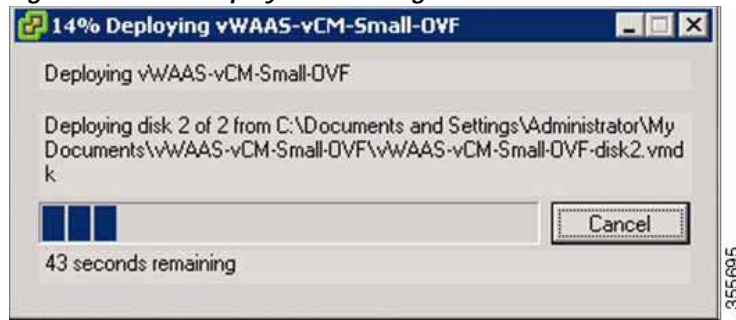 14% Deploying vWAAS-vCM-Small-OVF
Deploying vWAAS-vCM-Small-OVF
Deploying disk 2 of 2 from C:\Documents and Settings\Administrator\My
Documents\vWAAS-vCM-Small-OVF\vWAAS-vCM-Small-OVF-disk2.vmd
k
Cancel
43 seconds remaining
355695